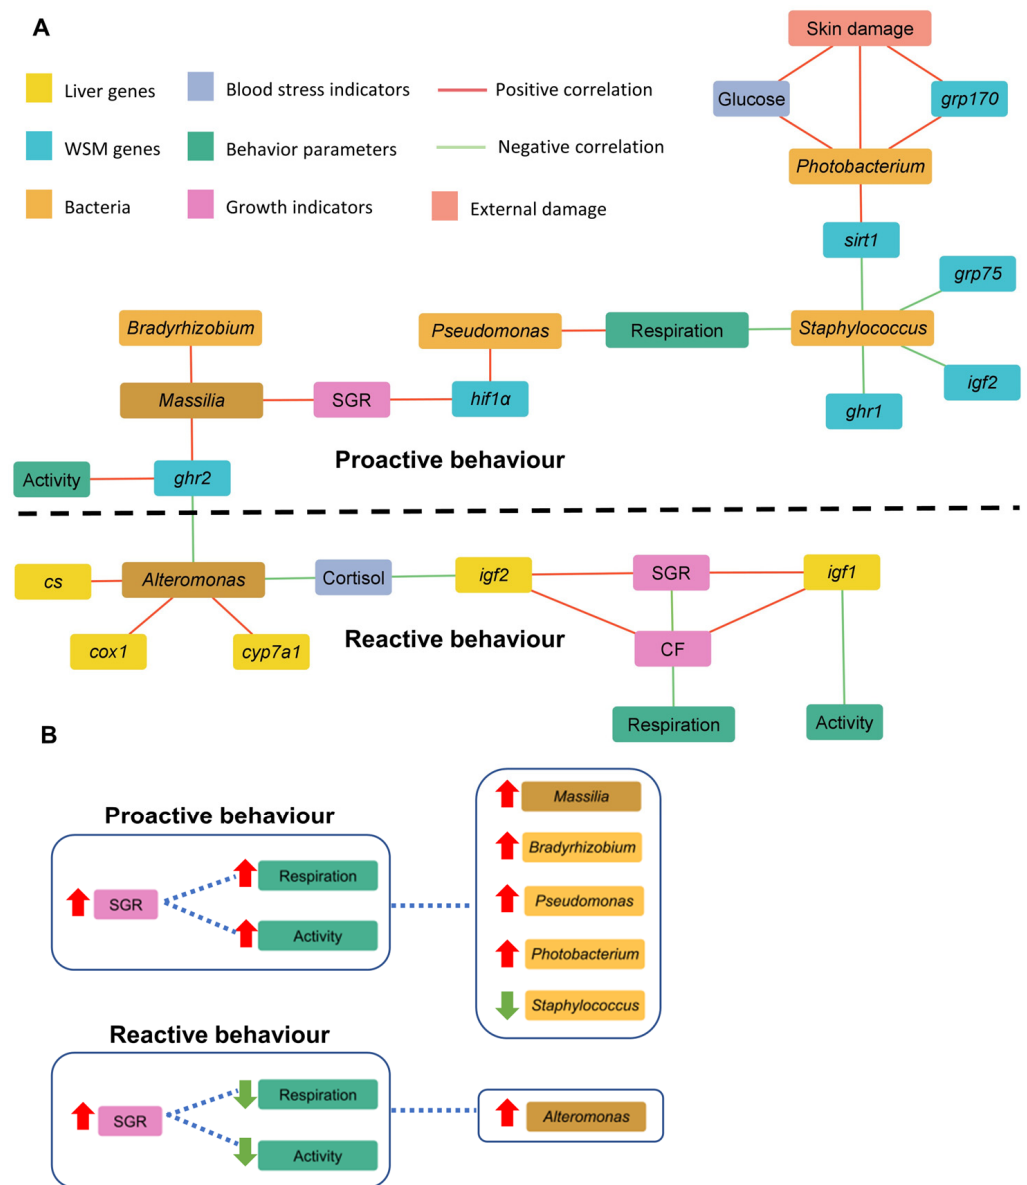 A
Skin damage
Liver genes
Blood stress indicators
Positive correlation
Glucose
grp170
WSM genes
Behavior parameters
Negative correlation
Photobacterium
Bacteria
Growth indicators
External damage
sirt1
grp75
Bradyrhizobium
Pseudomonas
Respiration
Staphylococcus
Massilia
SGR
hif1α
igf2
ghr1
Proactive behaviour
Activity
ghr2
cs
Alteromonas
Cortisol
igf2
SGR
igf1
cox1
cyp7a1
Reactive behaviour
CF
Respiration
Activity
B
Proactive behaviour
SGR
Respiration
Activity
Massilia
Bradyrhizobium
Pseudomonas
Photobacterium
Staphylococcus
Reactive behaviour
SGR
Respiration
Activity
Alteromonas